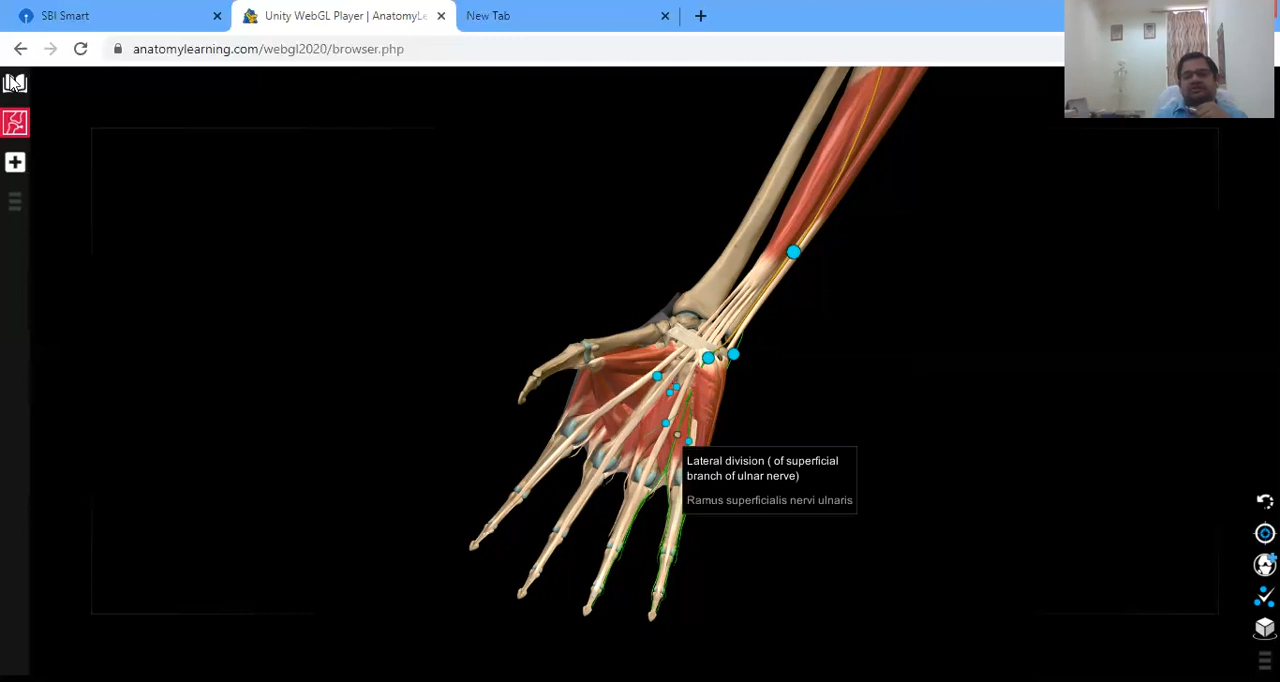 SBI Smart
Unity WebGL Player | AnatomyLe
New Tab
anatomylearning.com/webgl2020/browser.php
Lateral division ( of superficial
branch of ulnar nerve)
Ramus superficialis nervi ulnaris